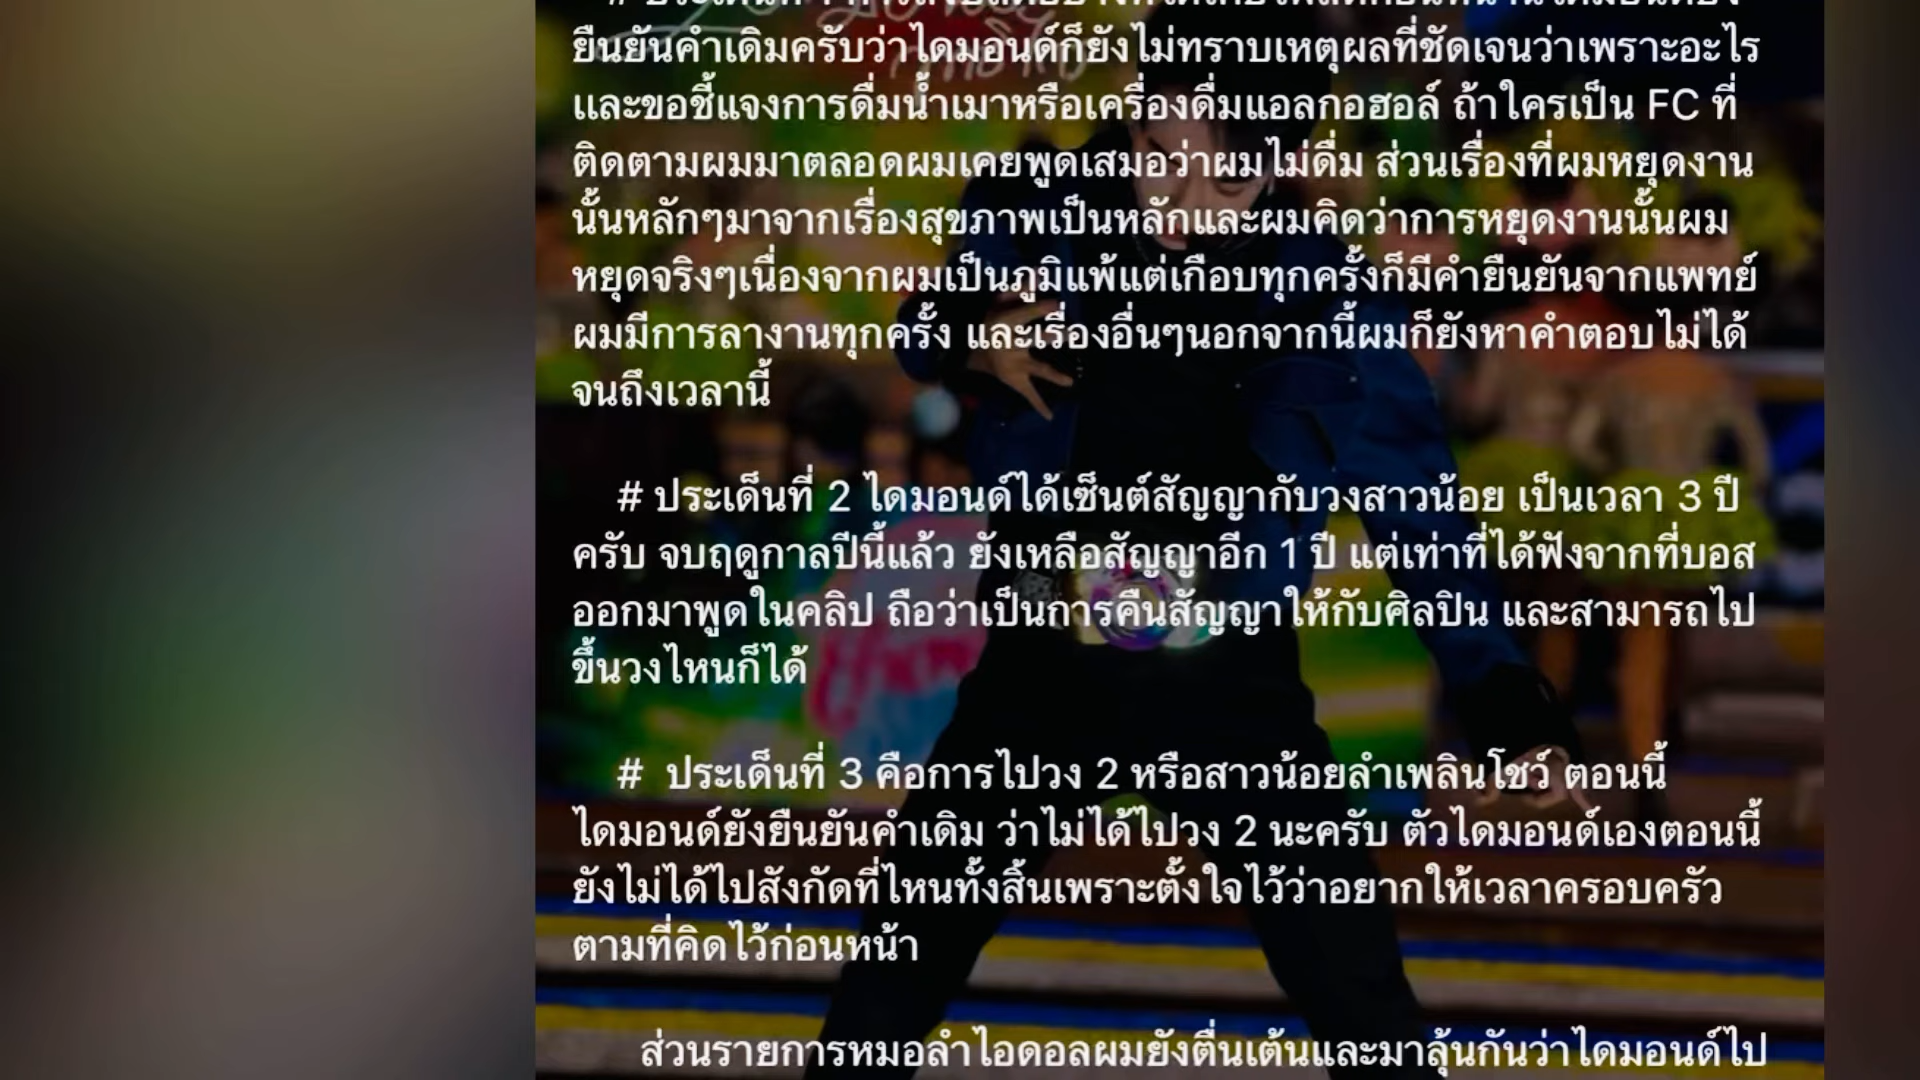 ยืนยันคำเดิมครับว่าไดมอนด์ก็ยังไม่ทราบเหตุผลที่ชัดเจนว่าเพราะอะไร
และขอชี้แจงการดื่มน้ำเมาหรือเครื่องดื่มแอลกอฮอล์ ถ้าใครเป็น FC ที่
ติดตามผมมาตลอดผมเคยพูดเสมอว่าผมไม่ดื่ม ส่วนเรื่องที่ผมหยุดงาน
นั้นหลักๆมาจากเรื่องสุขภาพเป็นหลักและผมคิดว่าการหยุดงานนั้นผม
หยุดจริงๆเนื่องจากผมเป็นภูมิแพ้แต่เกือบทุกครั้งก็มีคำยืนยันจากแพทย์
ผมมีการลางานทุกครั้ง และเรื่องอื่นๆนอกจากนี้ผมก็ยังหาคำตอบไม่ได้
จนถึงเวลานี้
# ประเด็นที่ 2 ไดมอนด์ได้เซ็นต์สัญญากับวงสาวน้อย เป็นเวลา 3 ปี
ครับ จบฤดูกาลปีนี้แล้ว ยังเหลือสัญญาอีก 1 ปี แต่เท่าที่ได้ฟังจากที่บอส
ออกมาพูดในคลิป ถือว่าเป็นการคืนสัญญาให้กับศิลปิน และสามารถไป
ขึ้นวงไหนก็ได้
# ประเด็นที่ 3 คือการไปวง 2 หรือสาวน้อยลำเพลินโชว์ ตอนนี้
ไดมอนด์ยังยืนยันคำเดิม ว่าไม่ได้ไปวง 2 นะครับ ตัวไดมอนด์เองตอนนี้
ยังไม่ได้ไปสังกัดที่ไหนทั้งสิ้นเพราะตั้งใจไว้ว่าอยากให้เวลาครอบครัว
ตามที่คิดไว้ก่อนหน้า
ส่วนรายการหมอลำไอดอลผมยังตื่นเต้นและมาลุ้นกันว่าไดมอนด์ไป